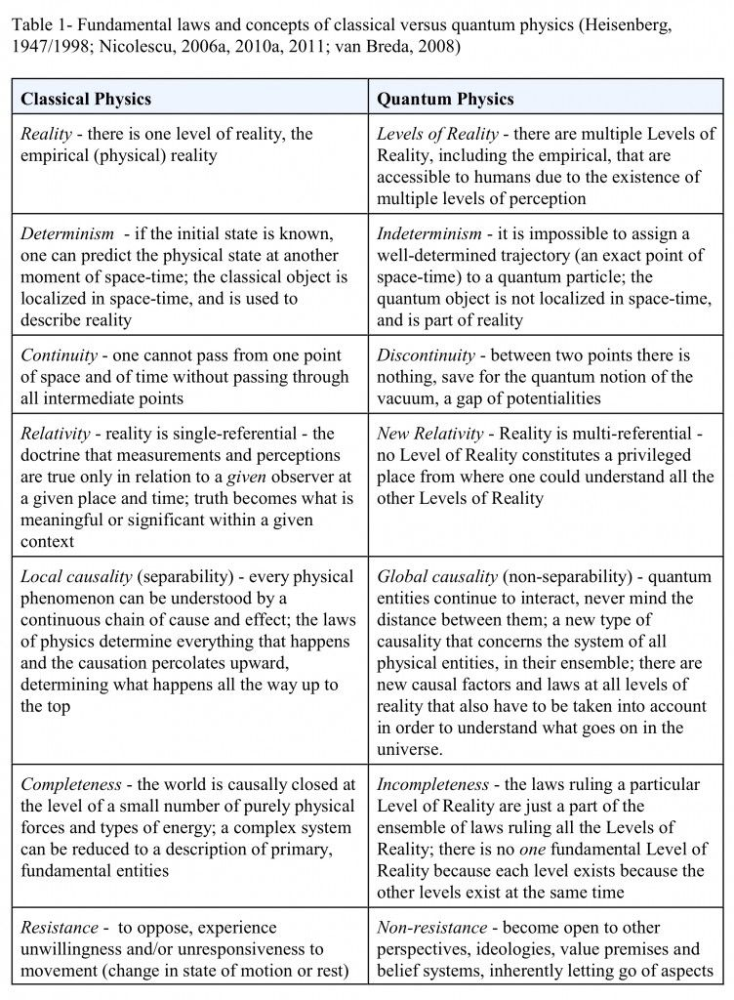 Table 1- Fundamental laws and concepts of classical versus quantum physics (Heisenberg,
1947/1998; Nicolescu, 2006a, 2010a, 2011; van Breda, 2008)
Classical Physics
Quantum Physics
Reality - there is one level of reality, the
empirical (physical) reality
Levels of Reality - there are multiple Levels of
Reality, including the empirical, that are
accessible to humans due to the existence of
multiple levels of perception
Determinism - if the initial state is known,
one can predict the physical state at another
moment of space-time; the classical object is
localized in space-time, and is used to
describe reality
Indeterminism - it is impossible to assign a
well-determined trajectory (an exact point of
space-time) to a quantum particle; the
quantum object is not localized in space-time,
and is part of reality
Continuity - one cannot pass from one point
of space and of time without passing through
all intermediate points
Discontinuity - between two points there is
nothing, save for the quantum notion of the
vacuum, a gap of potentialities
Relativity - reality is single-referential - the
doctrine that measurements and perceptions
are true only in relation to a given observer at
a given place and time; truth becomes what is
meaningful or significant within a given
context
New Relativity - Reality is multi-referential -
no Level of Reality constitutes a privileged
place from where one could understand all the
other Levels of Reality
Local causality (separability) - every physical
phenomenon can be understood by a
continuous chain of cause and effect; the laws
of physics determine everything that happens
and the causation percolates upward,
determining what happens all the way up to
the top
Global causality (non-separability) - quantum
entities continue to interact, never mind the
distance between them; a new type of
causality that concerns the system of all
physical entities, in their ensemble; there are
new causal factors and laws at all levels of
reality that also have to be taken into account
in order to understand what goes on in the
universe.
Completeness - the world is causally closed at
the level of a small number of purely physical
forces and types of energy; a complex system
can be reduced to a description of primary,
fundamental entities
Incompleteness - the laws ruling a particular
Level of Reality are just a part of the
ensemble of laws ruling all the Levels of
Reality; there is no one fundamental Level of
Reality because each level exists because the
other levels exist at the same time
Resistance - to oppose, experience
unwillingness and/or unresponsiveness to
movement (change in state of motion or rest)
Non-resistance - become open to other
perspectives, ideologies, value premises and
belief systems, inherently letting go of aspects